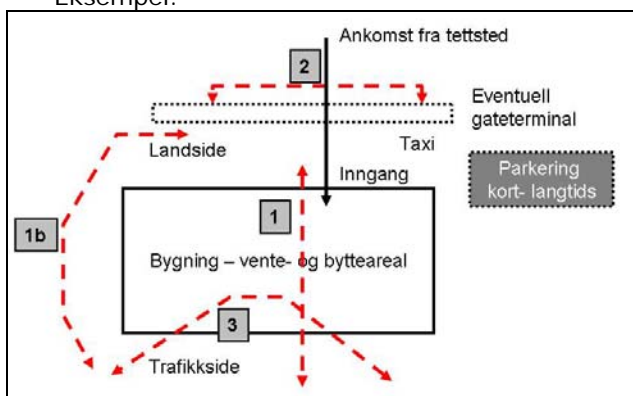 Eksempel:
Ankomst fra tettsted
2
Eventuell
gateterminal
Landside
Taxi
Inngang
Parkering
kort- langtids
1
1b
Bygning – vente- og bytteareal
3
Trafikkside